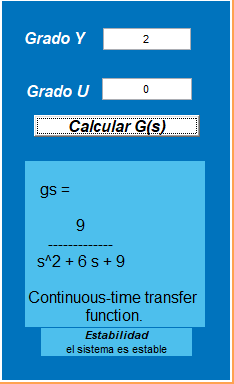 Grado Y 2
Grado U 0
Calcular G(s)
gs =
9
-------------
s^2 + 6 s + 9
Continuous-time transfer
function.
Estabilidad
el sistema es estable